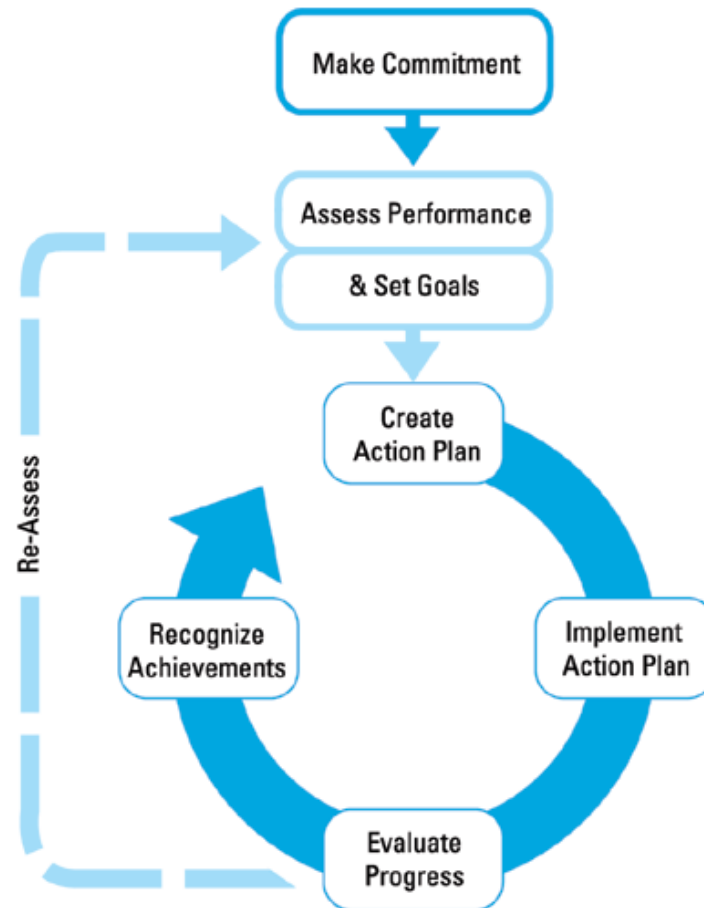 Make Commitment
Assess Performance
& Set Goals
Create
Action Plan
Implement
Action Plan
Evaluate
Progress
Recognize
Achievements
Re-Assess